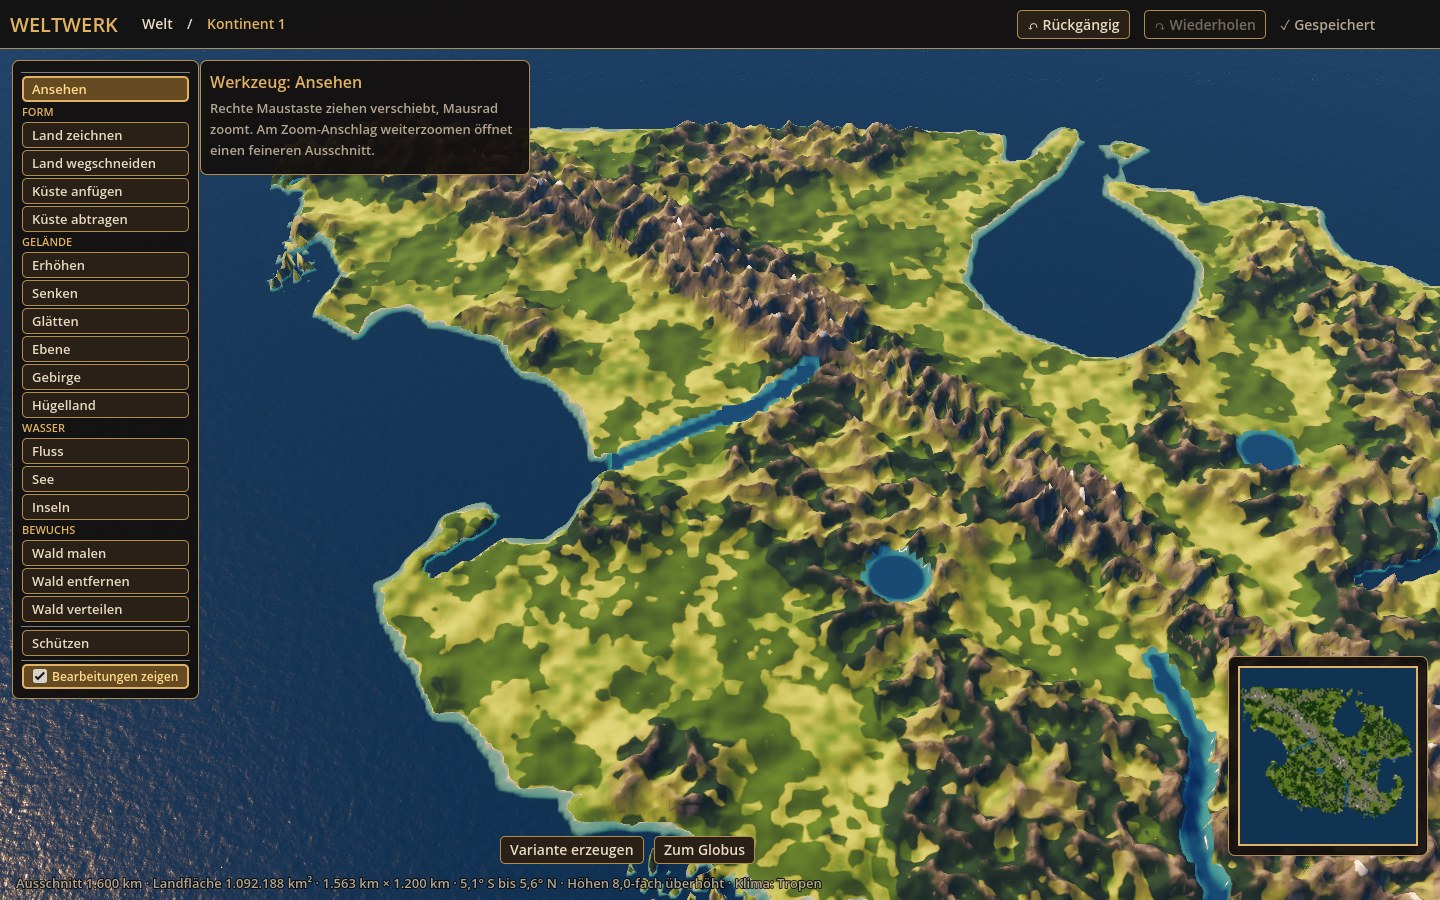 WELTWERK Welt / Kontinent 1 Rückgängig Wiederholen ✓ Gespeichert
Ansehen
FORM
Land zeichnen
Land wegschneiden
Küste anfügen
Küste abtragen
GELÄNDE
Erhöhen
Senken
Glätten
Ebene
Gebirge
Hügelland
WASSER
Fluss
See
Inseln
BEWUCHS
Wald malen
Wald entfernen
Wald verteilen
Schützen
Bearbeitungen zeigen
Werkzeug: Ansehen
Rechte Maustaste ziehen verschiebt, Mausrad
zoomt. Am Zoom-Anschlag weiterzoomen öffnet
einen feineren Ausschnitt.
Variante erzeugen Zum Globus
Ausschnitt 1.600 km · Landfläche 1.092.188 km² · 1.563 km × 1.200 km · 5,1° S bis 5,6° N · Höhen 8,0-fach überhöht · Klima: Tropen